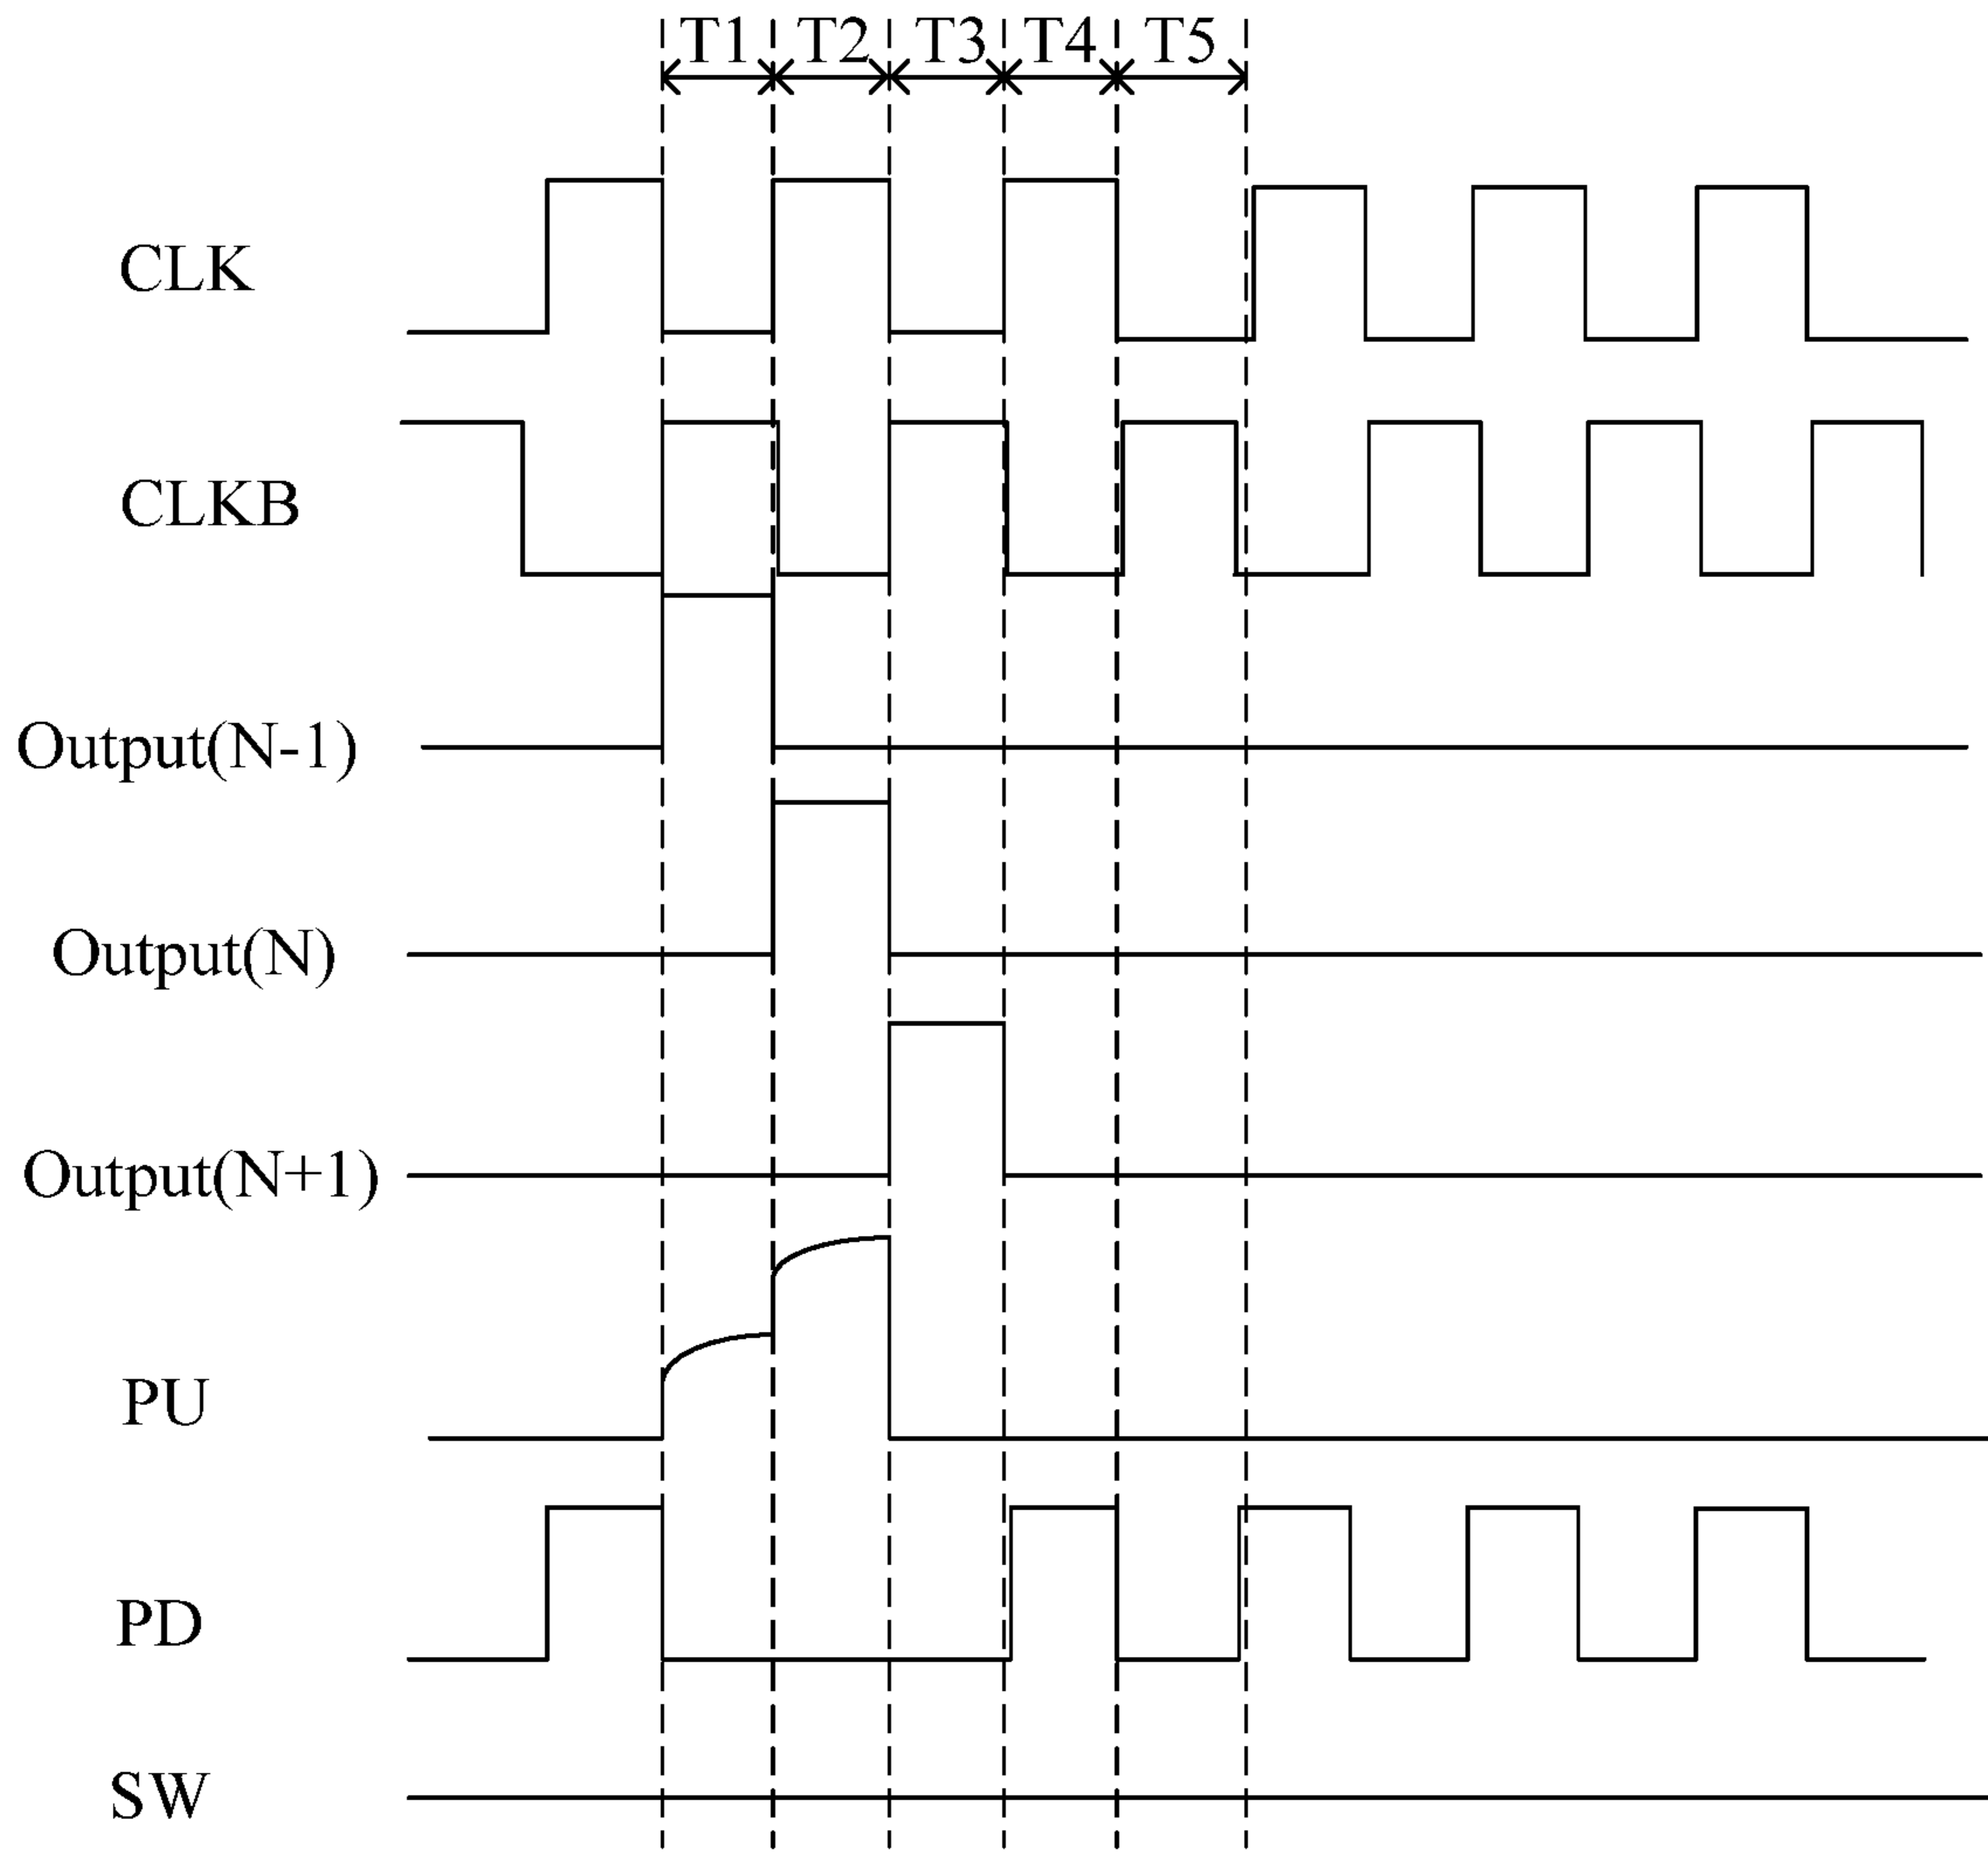 T1 T2 T3 T4 T5
CLK
CLKB
Output(N-1)
Output(N)
Output(N+1)
PU
PD
SW